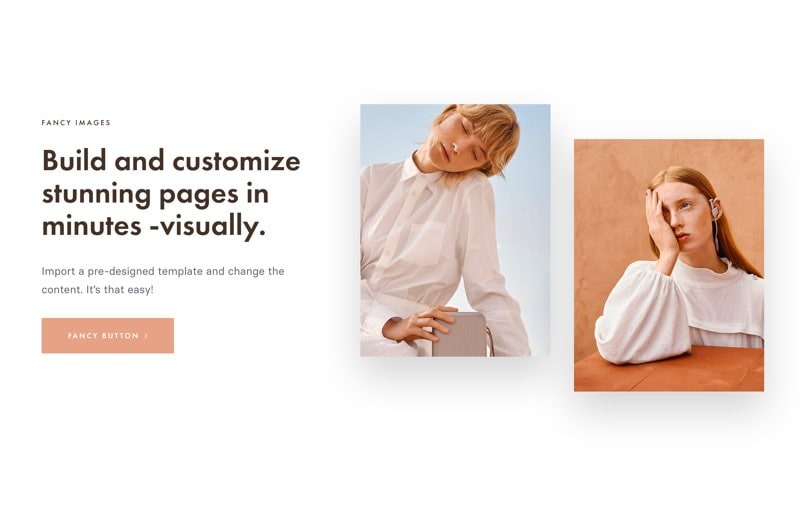 FANCY IMAGES
Build and customize
stunning pages in
minutes -visually.
Import a pre-designed template and change the
content. It's that easy!
FANCY BUTTON >